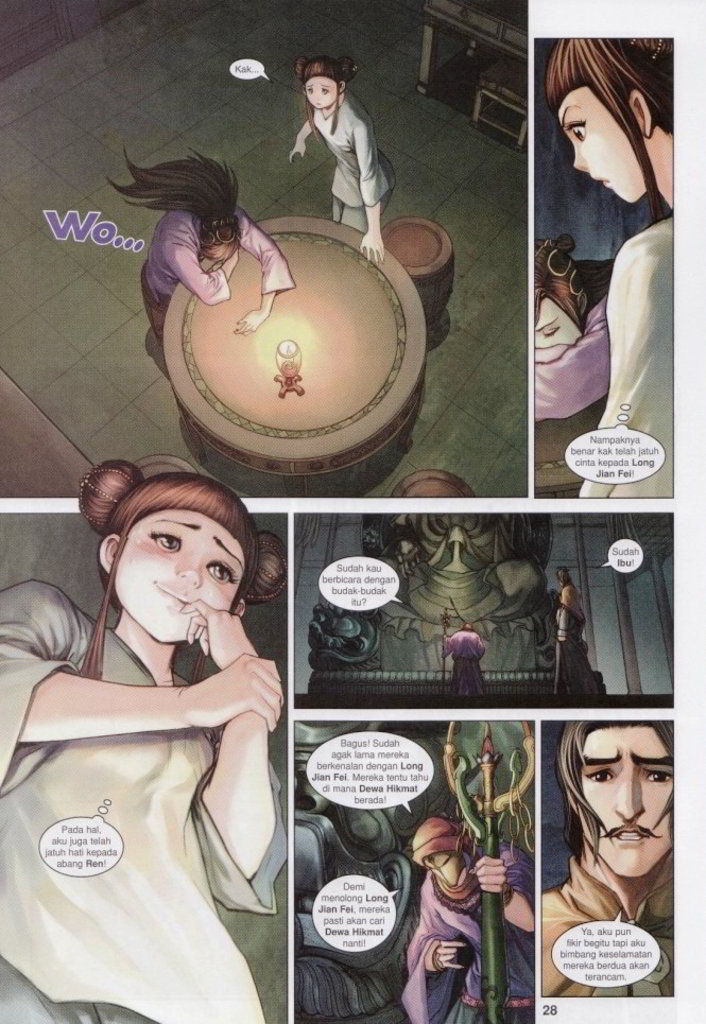 Kak...
Wo...
Nampaknya
benar kak telah jatuh
cinta kepada Long
Jian Fei!
Pada hal,
aku juga telah
jatuh hati kepada
abang Ren!
Sudah kau
berbicara dengan
budak-budak
itu?
Sudah
Ibu!
Bagus! Sudah
agak lama mereka
berkenalan dengan Long
Jian Fei. Mereka tentu tahu
di mana Dewa Hikmat
berada!
Demi
menolong Long
Jian Fei, mereka
pasti akan cari
Dewa Hikmat
nanti!
Ya, aku pun
fikir begitu tapi aku
bimbang keselamatan
mereka berdua akan
terancam.
28